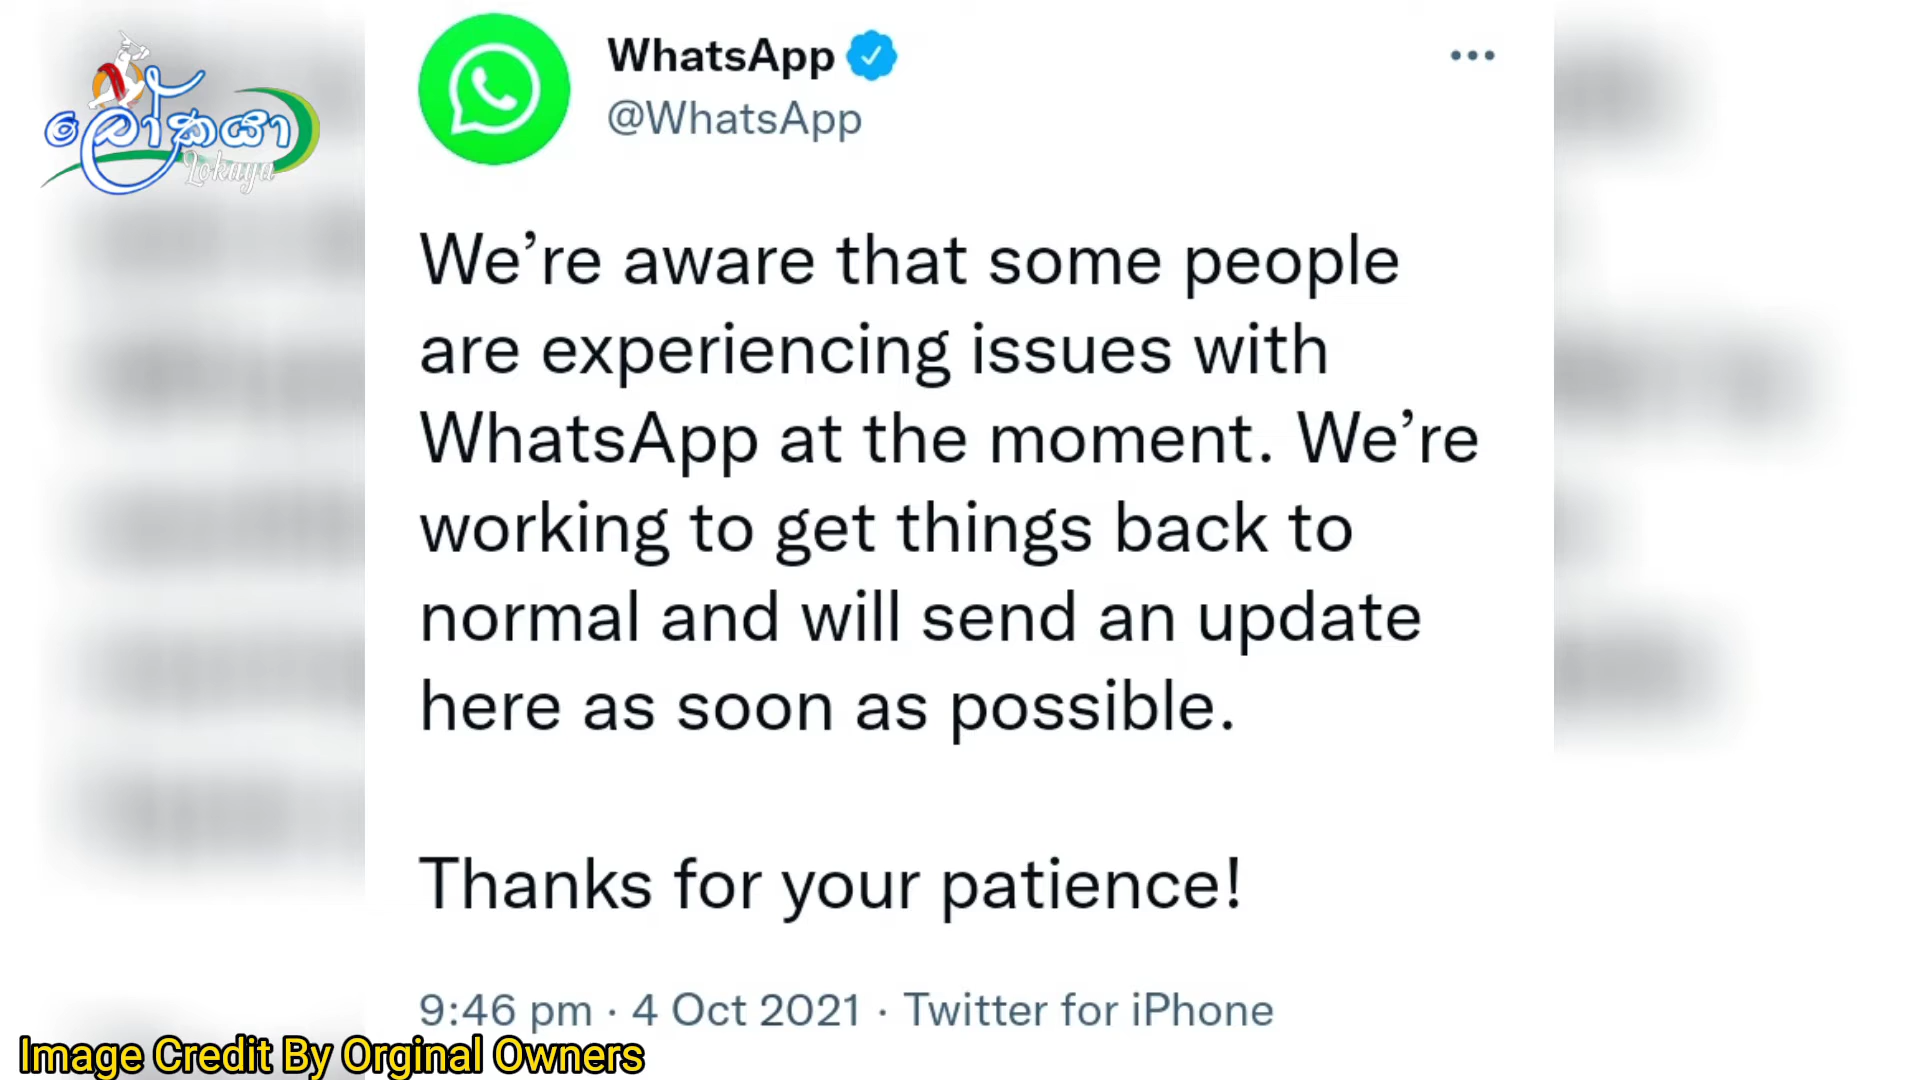 ලෝකයා
Lokaya
WhatsApp
@WhatsApp
We’re aware that some people
are experiencing issues with
WhatsApp at the moment. We’re
working to get things back to
normal and will send an update
here as soon as possible.
Thanks for your patience!
9:46 pm · 4 Oct 2021 · Twitter for iPhone
Image Credit By Orginal Owners